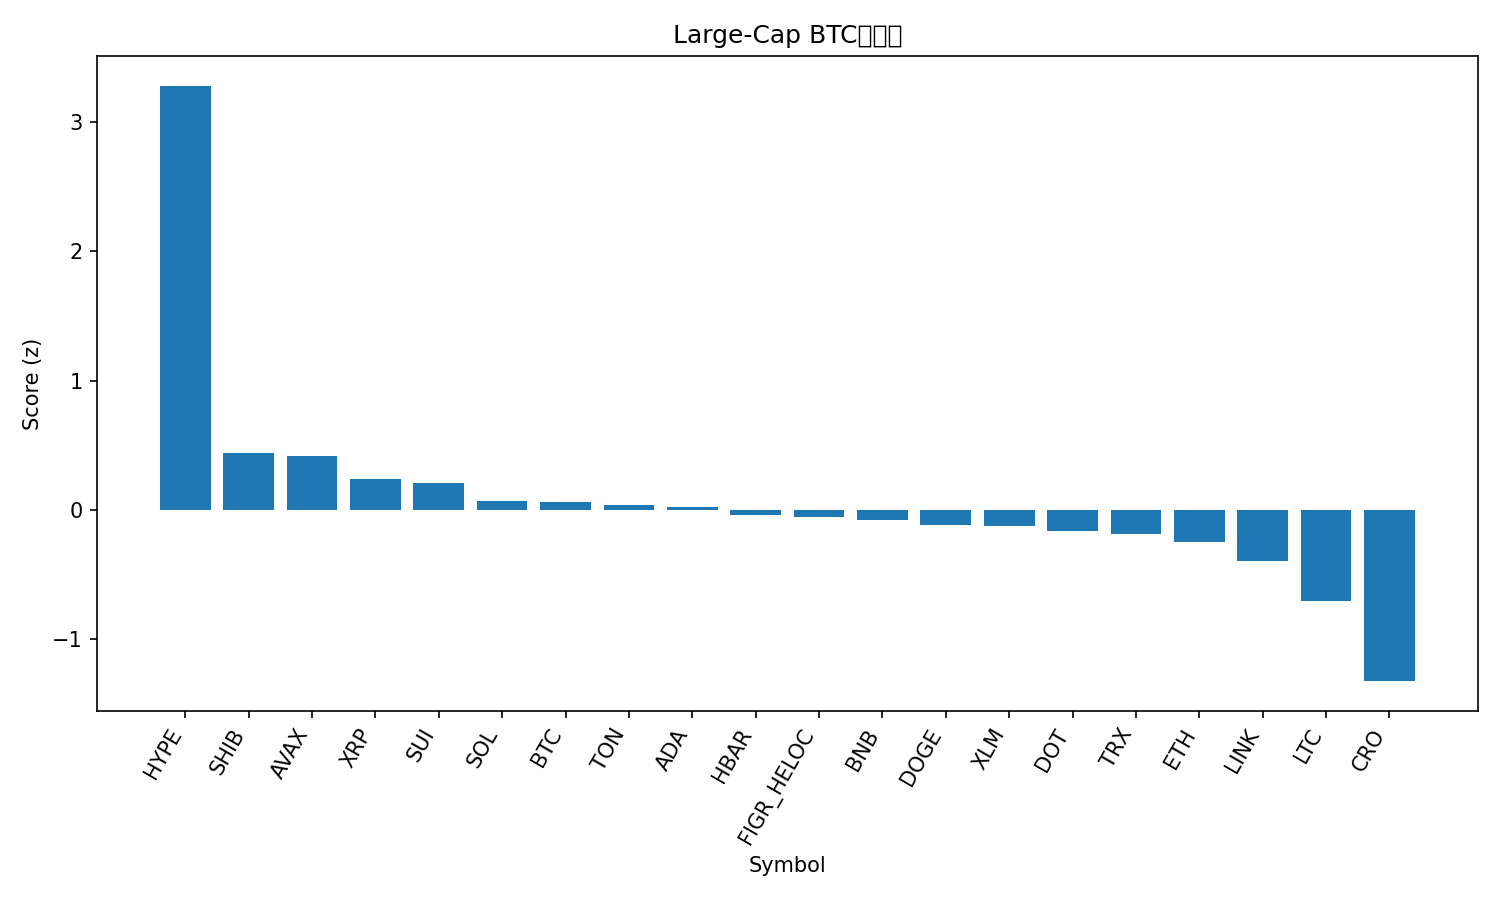 Large-Cap BTC
Score (z)
3
2
1
0
−1
HYPE
SHIB
AVAX
XRP
SUI
SOL
BTC
TON
ADA
HBAR
FIGR_HELOC
BNB
DOGE
XLM
DOT
TRX
ETH
LINK
LTC
CRO
Symbol